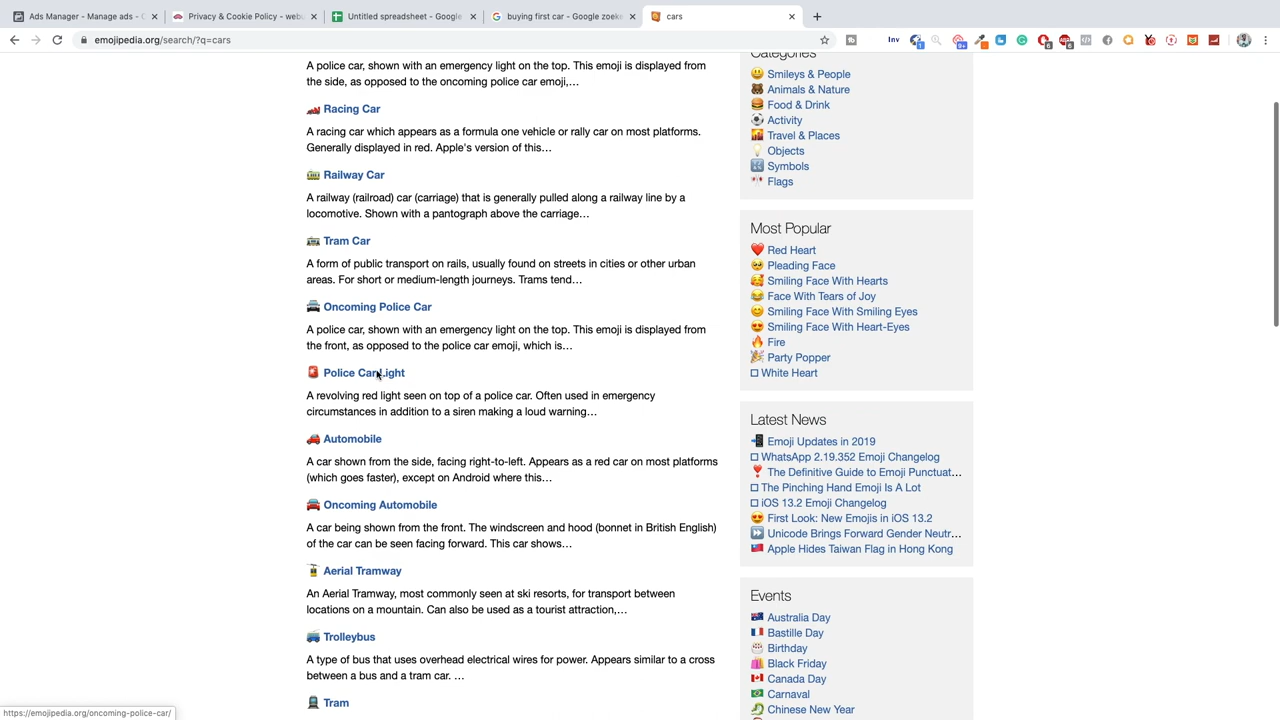 Ads Manager - Manage ads - C
Privacy & Cookie Policy - webu
Untitled spreadsheet - Google
buying first car - Google zoeke
cars
emojipedia.org/search/?q=cars
Inv
A police car, shown with an emergency light on the top. This emoji is displayed from
the side, as opposed to the oncoming police car emoji,…
Racing Car
A racing car which appears as a formula one vehicle or rally car on most platforms.
Generally displayed in red. Apple's version of this…
Railway Car
A railway (railroad) car (carriage) that is generally pulled along a railway line by a
locomotive. Shown with a pantograph above the carriage…
Tram Car
A form of public transport on rails, usually found on streets in cities or other urban
areas. For short or medium-length journeys. Trams tend…
Oncoming Police Car
A police car, shown with an emergency light on the top. This emoji is displayed from
the front, as opposed to the police car emoji, which is…
Police Car Light
A revolving red light seen on top of a police car. Often used in emergency
circumstances in addition to a siren making a loud warning…
Automobile
A car shown from the side, facing right-to-left. Appears as a red car on most platforms
(which goes faster), except on Android where this…
Oncoming Automobile
A car being shown from the front. The windscreen and hood (bonnet in British English)
of the car can be seen facing forward. This car shows…
Aerial Tramway
An Aerial Tramway, most commonly seen at ski resorts, for transport between
locations on a mountain. Can also be used as a tourist attraction,…
Trolleybus
A type of bus that uses overhead electrical wires for power. Appears similar to a cross
between a bus and a tram car. …
Tram
Categories
Smileys & People
Animals & Nature
Food & Drink
Activity
Travel & Places
Objects
Symbols
Flags
Most Popular
Red Heart
Pleading Face
Smiling Face With Hearts
Face With Tears of Joy
Smiling Face With Smiling Eyes
Smiling Face With Heart-Eyes
Fire
Party Popper
White Heart
Latest News
Emoji Updates in 2019
WhatsApp 2.19.352 Emoji Changelog
The Definitive Guide to Emoji Punctuat…
The Pinching Hand Emoji Is A Lot
iOS 13.2 Emoji Changelog
First Look: New Emojis in iOS 13.2
Unicode Brings Forward Gender Neutr…
Apple Hides Taiwan Flag in Hong Kong
Events
Australia Day
Bastille Day
Birthday
Black Friday
Canada Day
Carnaval
Chinese New Year
https://emojipedia.org/oncoming-police-car/